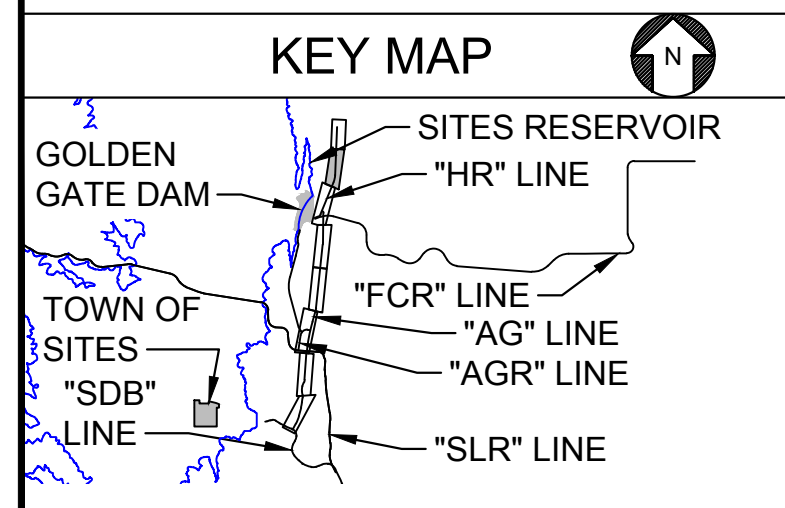 KEY MAP
N
SITES RESERVOIR
GOLDEN
GATE DAM
"HR" LINE
"FCR" LINE
TOWN OF
SITES
"AG" LINE
"AGR" LINE
"SDB"
LINE
"SLR" LINE